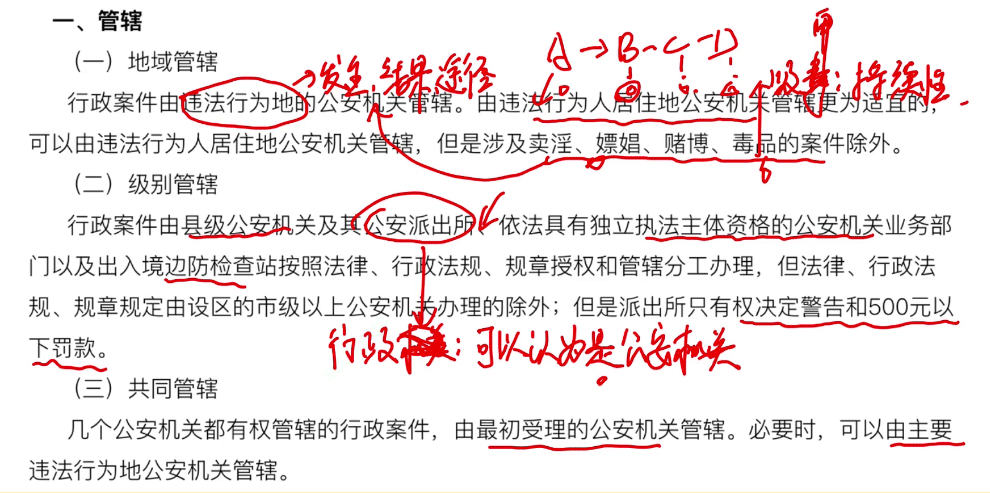 一、管辖
（一）地域管辖
→发生、结果、途径
A→B→C→D
吸毒：持续性
行政案件由违法行为地的公安机关管辖。由违法行为人居住地公安机关管辖更为适宜的，
可以由违法行为人居住地公安机关管辖，但是涉及卖淫、嫖娼、赌博、毒品的案件除外。
（二）级别管辖
行政案件由县级公安机关及其公安派出所、依法具有独立执法主体资格的公安机关业务部
门以及出入境边防检查站按照法律、行政法规、规章授权和管辖分工办理，但法律、行政法
规、规章规定由设区的市级以上公安机关办理的除外；但是派出所只有权决定警告和500元以
下罚款。
行政：可以认为是公安机关
（三）共同管辖
几个公安机关都有权管辖的行政案件，由最初受理的公安机关管辖。必要时，可以由主要
违法行为地公安机关管辖。